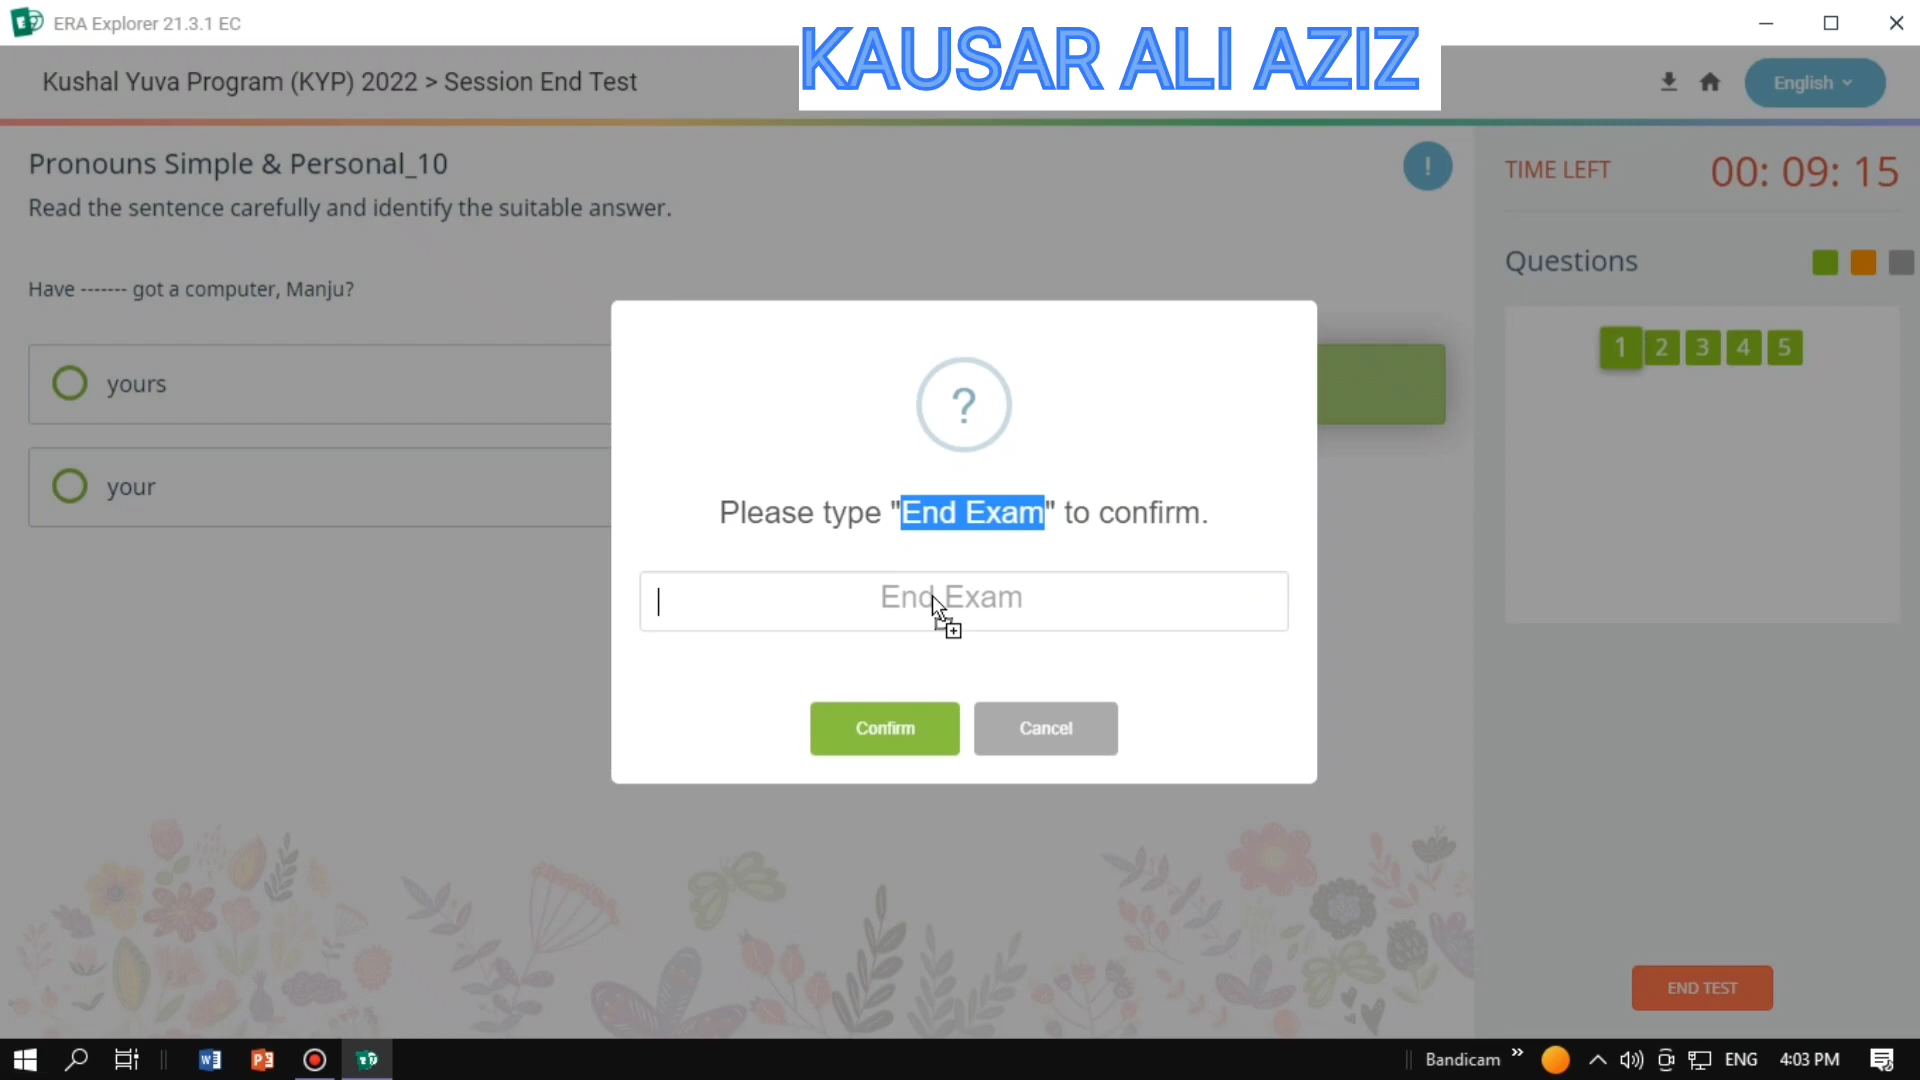 ERA Explorer 21.3.1 EC
KAUSAR ALI AZIZ
Kushal Yuva Program (KYP) 2022 > Session End Test
English
Pronouns Simple & Personal_10
Read the sentence carefully and identify the suitable answer.
!
TIME LEFT 00: 09: 15
Questions
1 2 3 4 5
Have ------- got a computer, Manju?
yours
your
?
Please type "End Exam" to confirm.
End Exam
Confirm Cancel
END TEST
Bandicam » ENG 4:03 PM